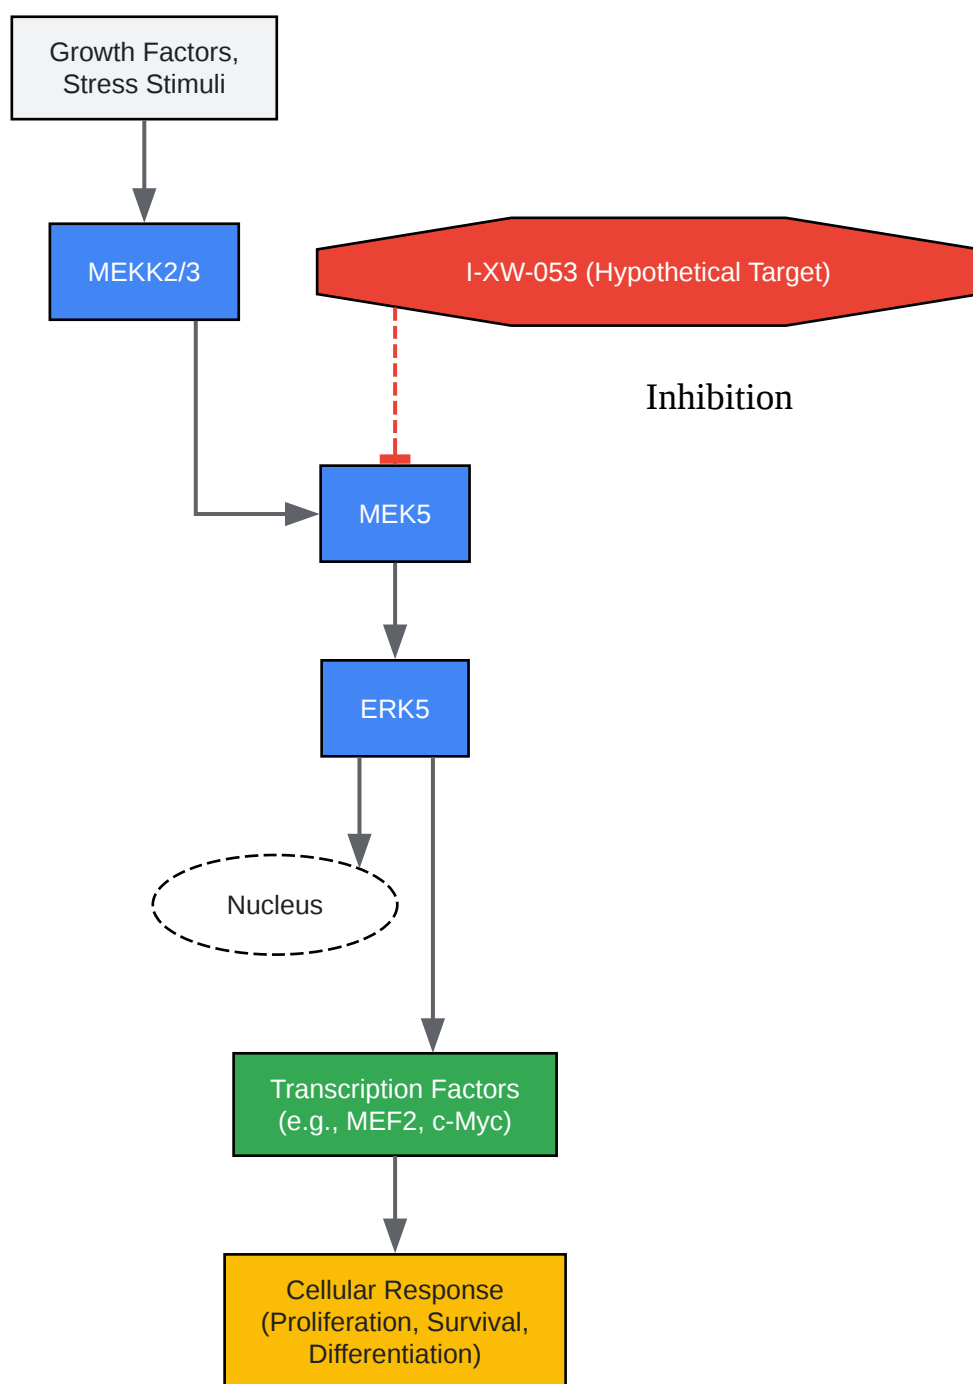 Growth Factors,
Stress Stimuli
MEKK2/3
I-XW-053 (Hypothetical Target)
Inhibition
MEK5
ERK5
Nucleus
Transcription Factors
(e.g., MEF2, c-Myc)
Cellular Response
(Proliferation, Survival,
Differentiation)